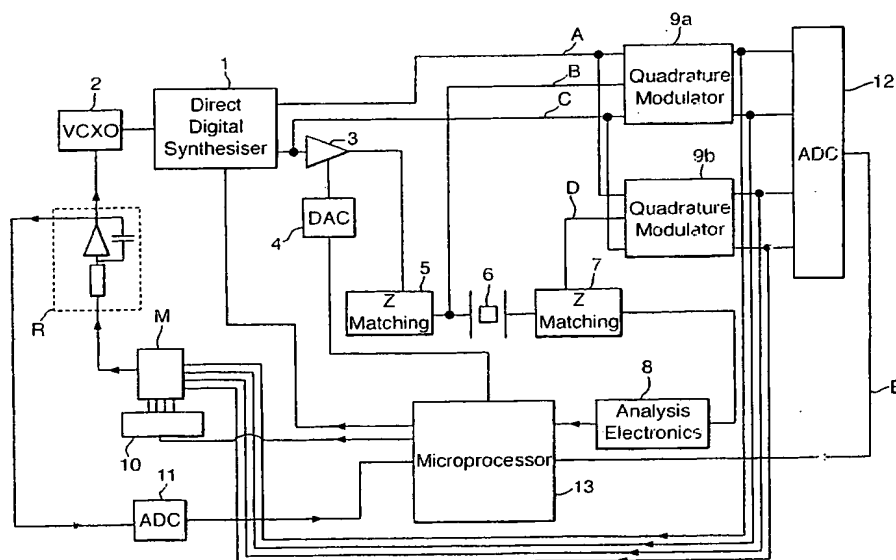 9a
1
A
Quadrature
Modulator
2
B
Direct
Digital
Synthesiser
12
VCXO
C
3
ADC
9b
DAC
D
Quadrature
Modulator
4
5
6
7
Z
Matching
Z
Matching
R
M
8
E
Analysis
Electronics
10
Microprocessor
11
13
ADC